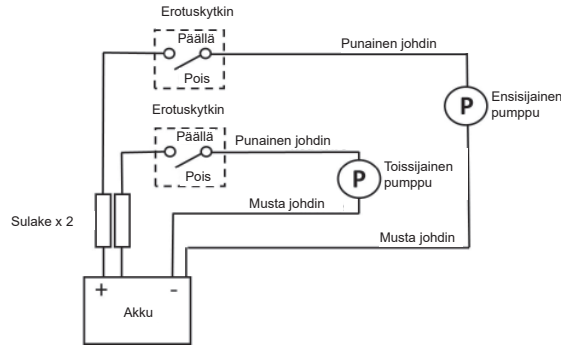 Erotuskytkin
Päällä
Pois
Punainen johdin
P
Ensisijainen
pumppu
Erotuskytkin
Päällä
Pois
Punainen johdin
P
Toissijainen
pumppu
Musta johdin
Sulake x 2
Musta johdin
+
-
Akku